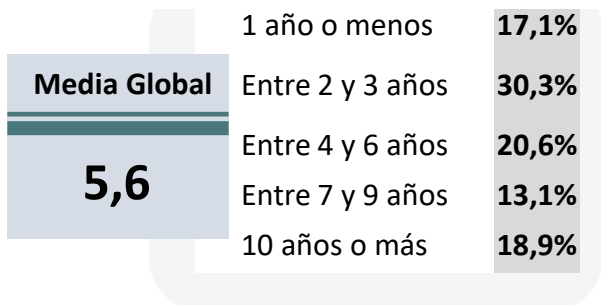 1 año o menos 17,1%
Media Global
Entre 2 y 3 años 30,3%
Entre 4 y 6 años 20,6%
5,6
Entre 7 y 9 años 13,1%
10 años o más 18,9%